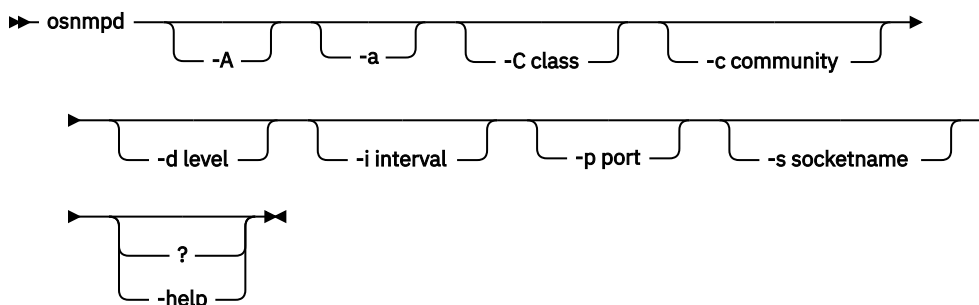 osnmpd
-A
-a
-C class
-c community
-d level
-i interval
-p port
-s socketname
?
-help